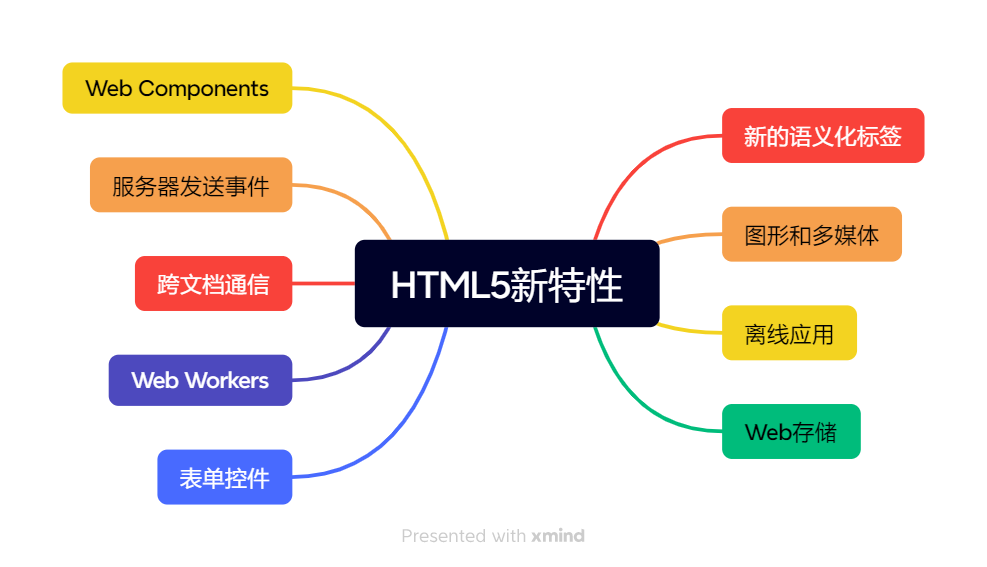 Web Components
服务器发送事件
跨文档通信
Web Workers
表单控件
HTML5新特性
新的语义化标签
图形和多媒体
离线应用
Web存储
Presented with xmind